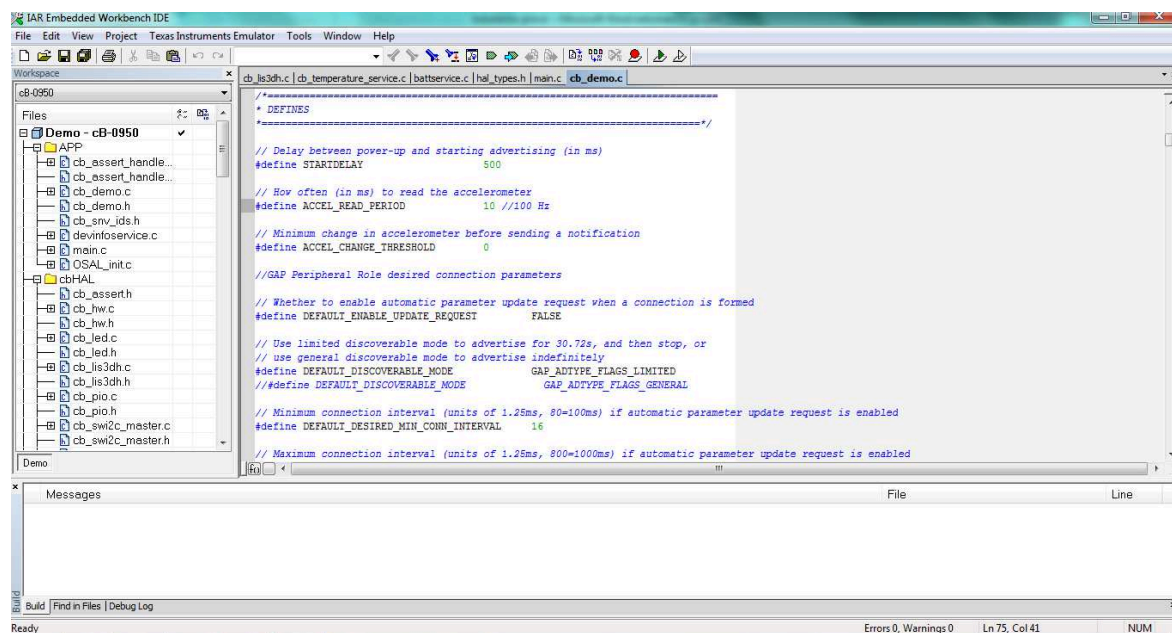 IAR Embedded Workbench IDE
File Edit View Project Texas Instruments Emulator Tools Window Help
Workspace
cB-0950
Files
Demo - cB-0950
APP
cb_assert_handle...
cb_assert_handle...
cb_demo.c
cb_demo.h
cb_snv_ids.h
devinfoservice.c
main.c
OSAL_init.c
cbHAL
cb_assert.h
cb_hw.c
cb_hw.h
cb_led.c
cb_led.h
cb_lis3dh.c
cb_lis3dh.h
cb_pio.c
cb_pio.h
cb_swi2c_master.c
cb_swi2c_master.h
Demo
cb_lis3dh.c | cb_temperature_service.c | battservice.c | hal_types.h | main.c cb_demo.c
* DEFINES
// Delay between power-up and starting advertising (in ms)
#define STARTDELAY 500
// How often (in ms) to read the accelerometer
#define ACCEL_READ_PERIOD 10 //100 Hz
// Minimum change in accelerometer before sending a notification
#define ACCEL_CHANGE_THRESHOLD 0
//GAP Peripheral Role desired connection parameters
// Whether to enable automatic parameter update request when a connection is formed
#define DEFAULT_ENABLE_UPDATE_REQUEST FALSE
// Use limited discoverable mode to advertise for 30.72s, and then stop, or
// use general discoverable mode to advertise indefinitely
#define DEFAULT_DISCOVERABLE_MODE GAP_ADTYPE_FLAGS_LIMITED
//#define DEFAULT_DISCOVERABLE_MODE GAP_ADTYPE_FLAGS_GENERAL
// Minimum connection interval (units of 1.25ms, 80=100ms) if automatic parameter update request is enabled
#define DEFAULT_DESIRED_MIN_CONN_INTERVAL 16
// Maximum connection interval (units of 1.25ms, 800=1000ms) if automatic parameter update request is enabled
Messages File Line
Build
Build Find in Files | Debug Log
Ready Errors 0, Warnings 0 Ln 75, Col 41 NUM